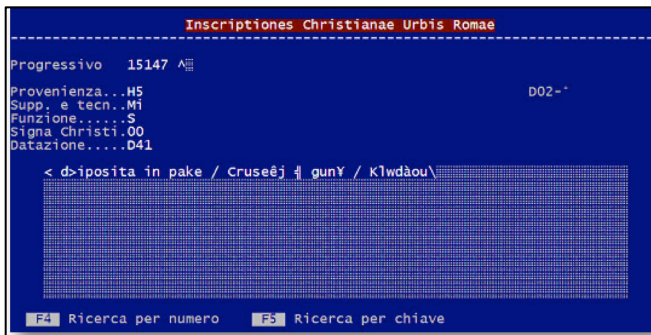 Inscriptiones Christianae Urbis Romae
Progressivo 15147 ^
Provenienza...H5 D02-
Supp. e tecn..Mi
Funzione......S
Signa Christi.00
Datazione.....D41
< d>iposita in pake / Cruseêj ╣ gun¥ / Klwdàou\
F4 Ricerca per numero F5 Ricerca per chiave